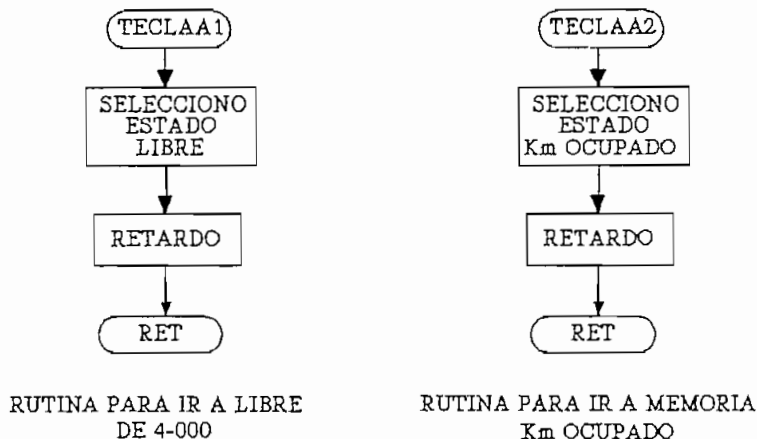 TECLAA1
SELECCIONO
ESTADO
LIBRE
RETARDO
RET
RUTINA PARA IR A LIBRE
DE 4-000
TECLAA2
SELECCIONO
ESTADO
Km OCUPADO
RETARDO
RET
RUTINA PARA IR A MEMORIA
Km OCUPADO